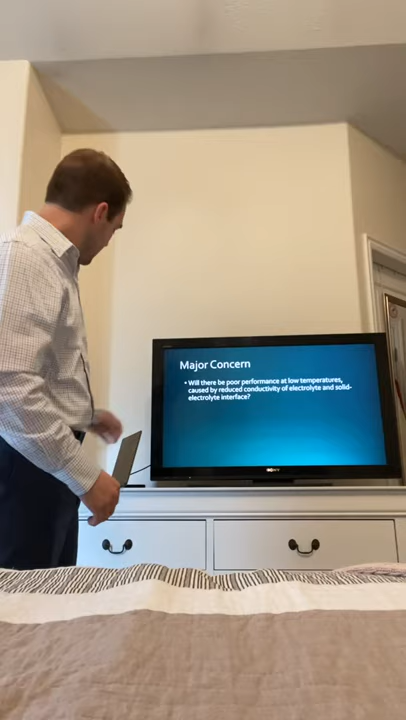 Major Concern
• Will there be poor performance at low temperatures,
caused by reduced conductivity of electrolyte and solid-
electrolyte interface?
SONY